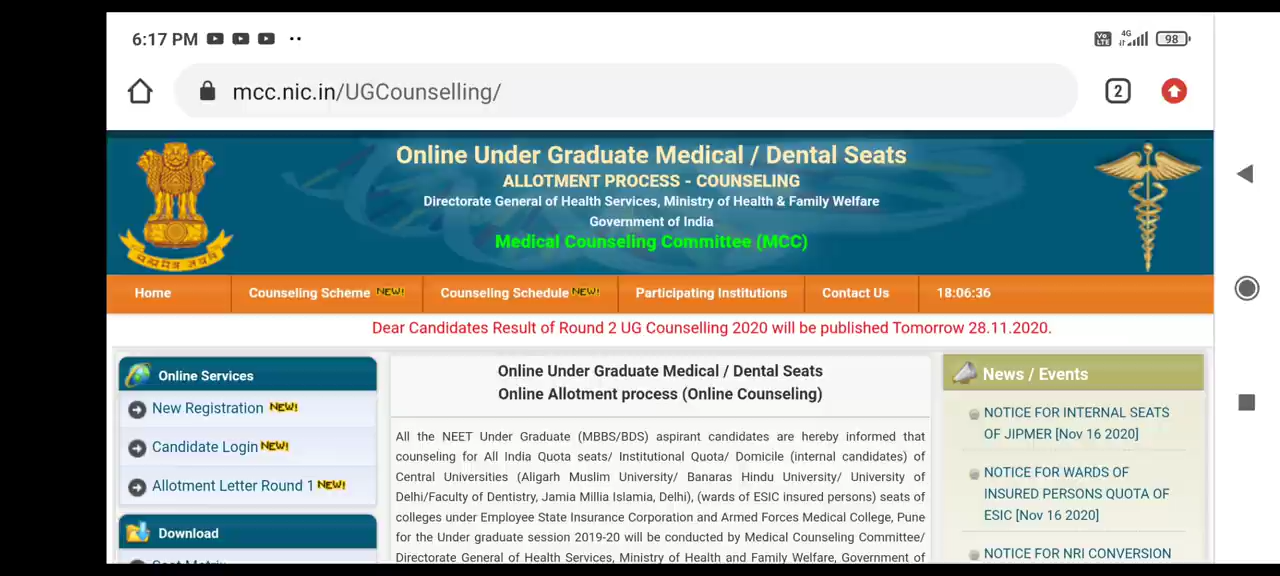 6:17 PM
Vo LTE 4G 98
mcc.nic.in/UGCounselling/
2
Online Under Graduate Medical / Dental Seats
ALLOTMENT PROCESS - COUNSELING
Directorate General of Health Services, Ministry of Health & Family Welfare
Government of India
Medical Counseling Committee (MCC)
सत्यमेव जयते
Home
Counseling Scheme NEW!
Counseling Schedule NEW!
Participating Institutions
Contact Us
18:06:36
Dear Candidates Result of Round 2 UG Counselling 2020 will be published Tomorrow 28.11.2020.
Online Services
New Registration NEW!
Candidate Login NEW!
Allotment Letter Round 1 NEW!
Download
Seat Matrix
Online Under Graduate Medical / Dental Seats
Online Allotment process (Online Counseling)
All the NEET Under Graduate (MBBS/BDS) aspirant candidates are hereby informed that
counseling for All India Quota seats/ Institutional Quota/ Domicile (internal candidates) of
Central Universities (Aligarh Muslim University/ Banaras Hindu University/ University of
Delhi/Faculty of Dentistry, Jamia Millia Islamia, Delhi), (wards of ESIC insured persons) seats of
colleges under Employee State Insurance Corporation and Armed Forces Medical College, Pune
for the Under graduate session 2019-20 will be conducted by Medical Counseling Committee/
Directorate General of Health Services, Ministry of Health and Family Welfare, Government of
News / Events
NOTICE FOR INTERNAL SEATS
OF JIPMER [Nov 16 2020]
NOTICE FOR WARDS OF
INSURED PERSONS QUOTA OF
ESIC [Nov 16 2020]
NOTICE FOR NRI CONVERSION